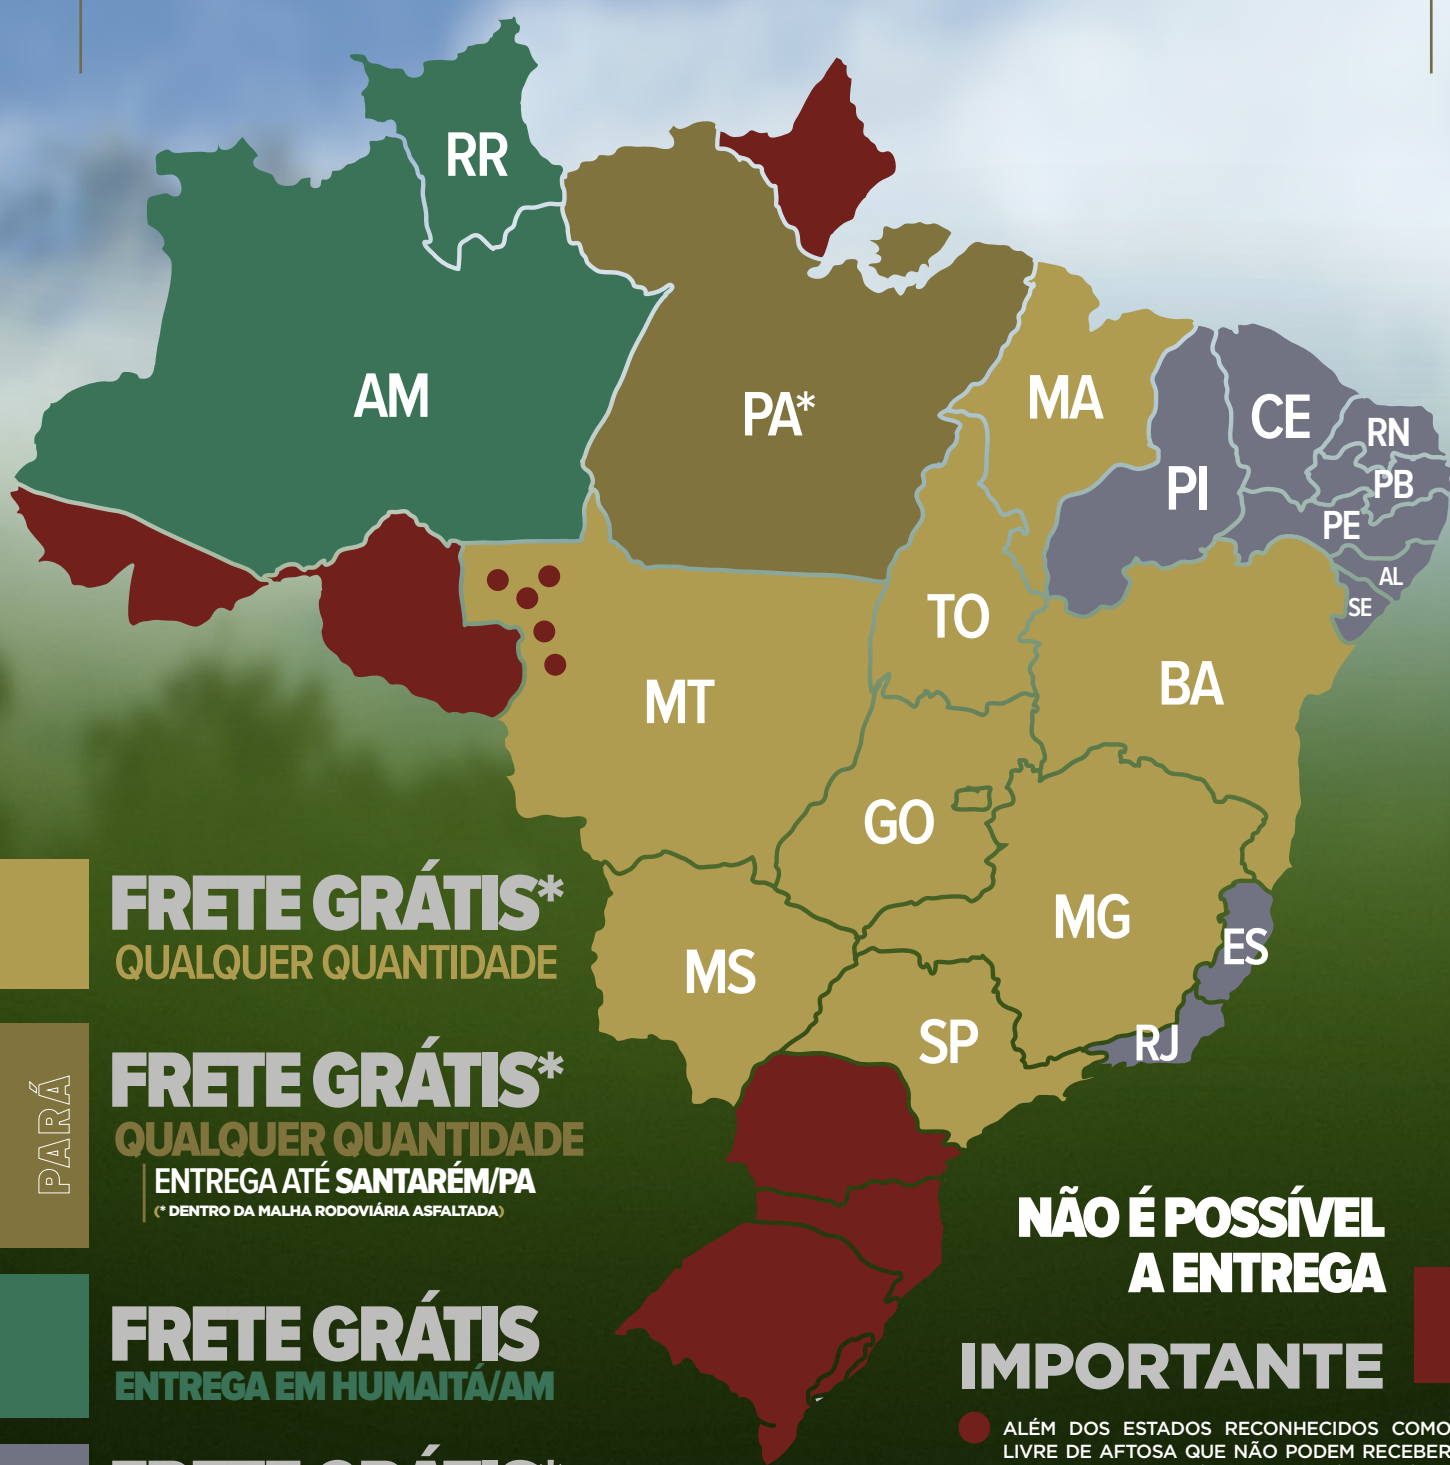 RR
AM
PA*
MA
CE
RN
PI
PB
PE
AL
SE
TO
BA
MT
GO
MG
MS
ES
SP
RJ
FRETE GRÁTIS*
QUALQUER QUANTIDADE
PARÁ
FRETE GRÁTIS*
QUALQUER QUANTIDADE
ENTREGA ATÉ SANTARÉM/PA
(* DENTRO DA MALHA RODOVIÁRIA ASFALTADA)
FRETE GRÁTIS
ENTREGA EM HUMAITÁ/AM
FRETE GRÁTIS*
NÃO É POSSÍVEL
A ENTREGA
IMPORTANTE
ALÉM DOS ESTADOS RECONHECIDOS COMO
LIVRE DE AFTOSA QUE NÃO PODEM RECEBER